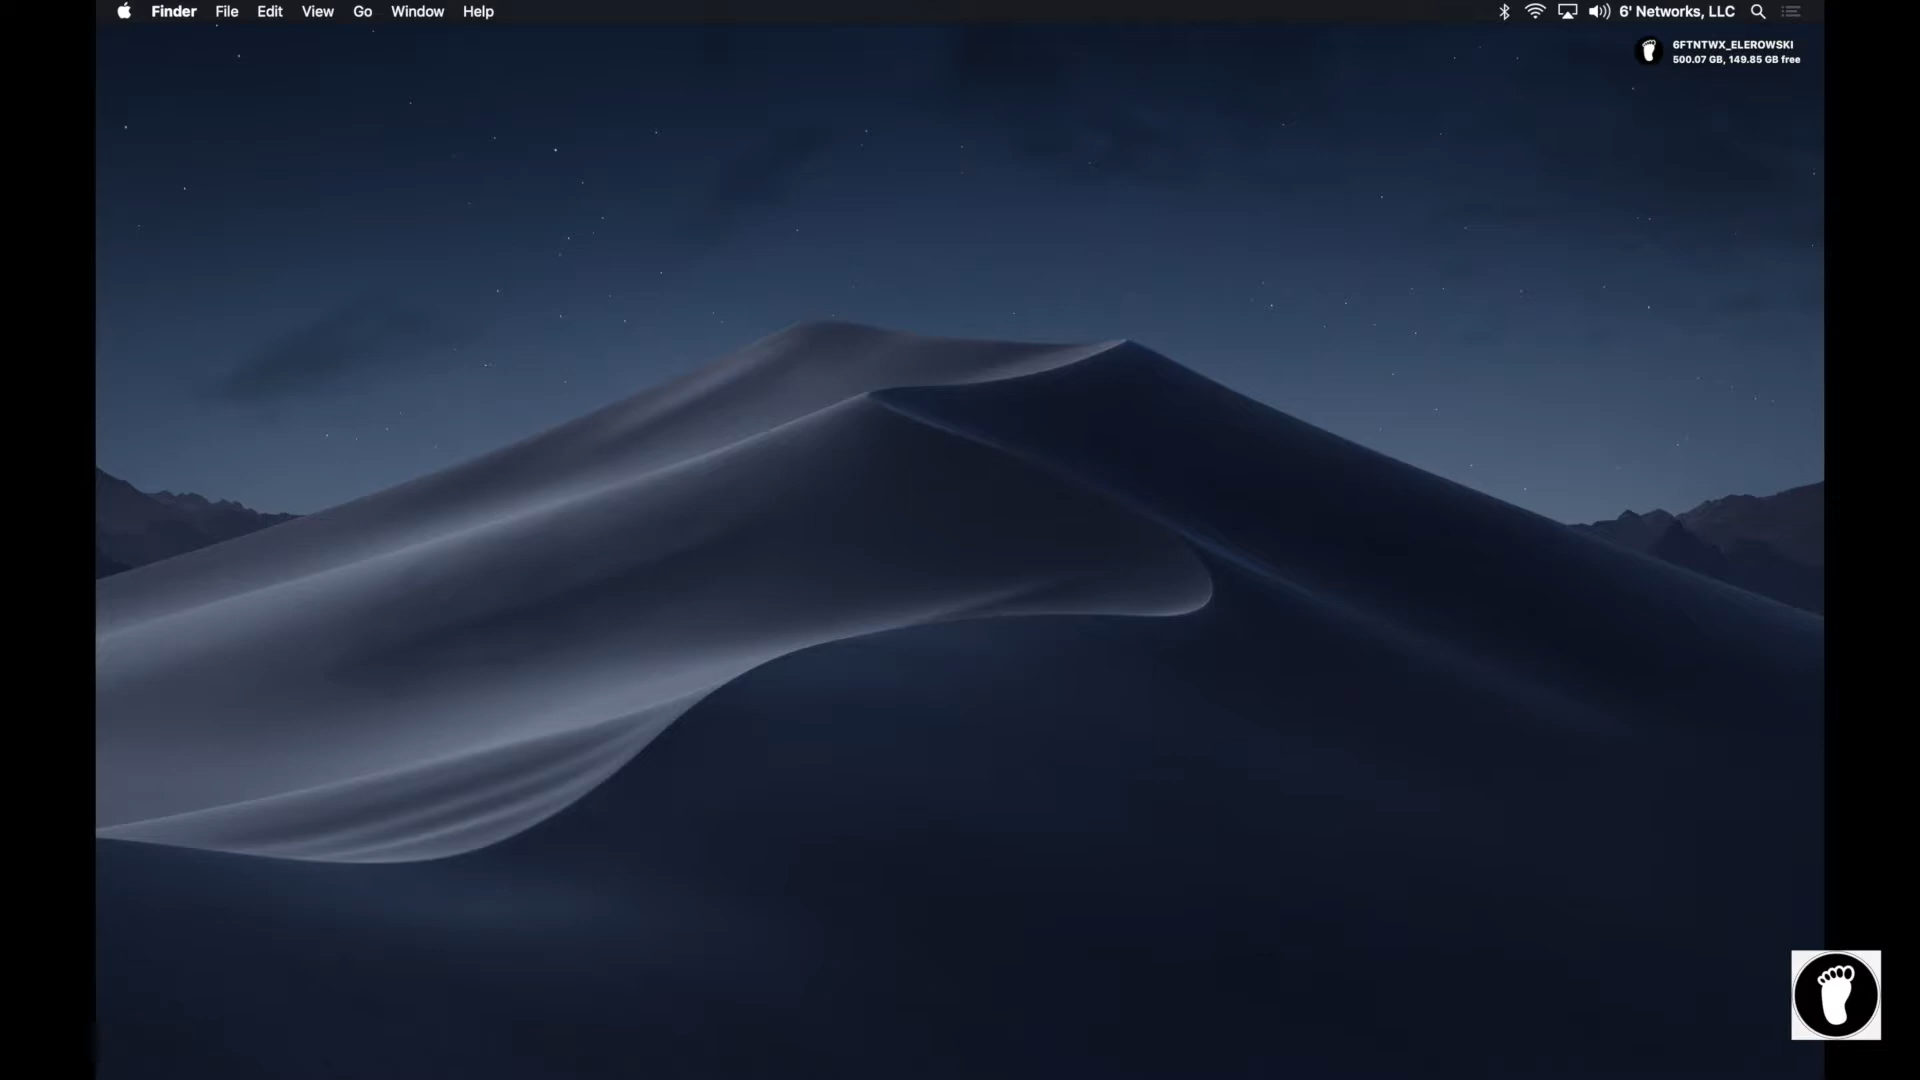 Finder File Edit View Go Window Help
6' Networks, LLC
6FTNTWX_ELEROWSKI
500.07 GB, 149.85 GB free